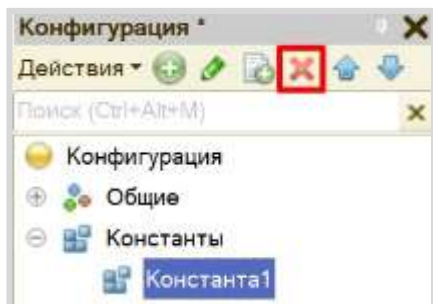 Конфигурация *
Действия
Поиск (Ctrl+Alt+M)
Конфигурация
Общие
Константы
Константа1